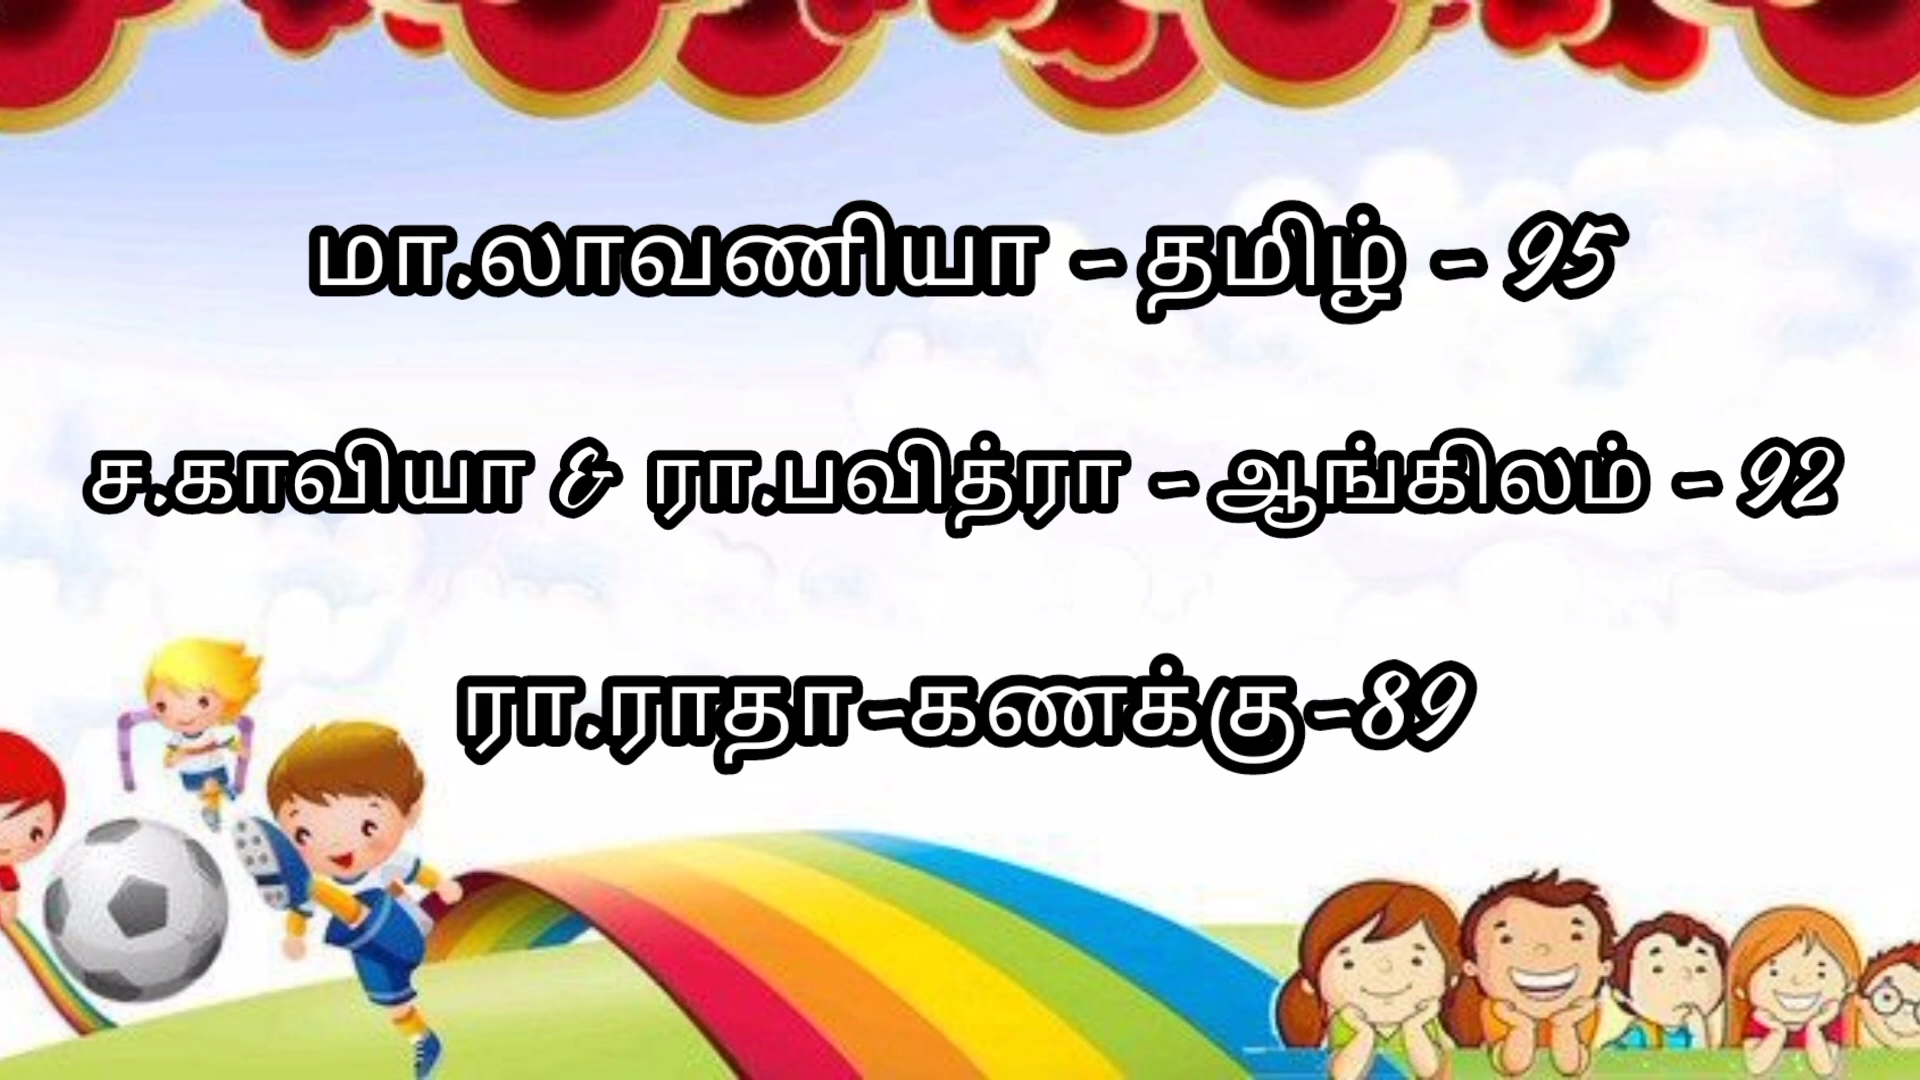 மா.லாவணியா - தமிழ் - 95
ச.காவியா & ரா.பவித்ரா - ஆங்கிலம் - 92
ரா.ராதா-கணக்கு-89